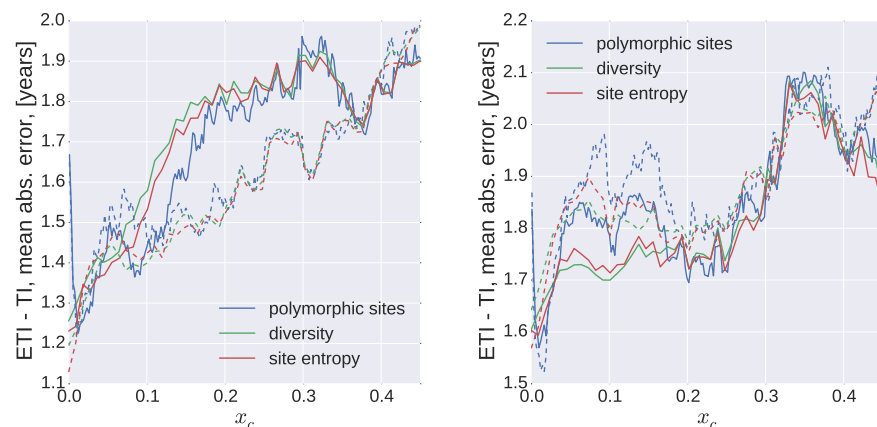 ETI - TI, mean abs. error, [years]
2.0
1.9
1.8
1.7
1.6
1.5
1.4
1.3
1.2
1.1
polymorphic sites
diversity
site entropy
0.0 0.1 0.2 0.3 0.4
x_c
ETI - TI, mean abs. error, [years]
2.2
2.1
2.0
1.9
1.8
1.7
1.6
1.5
polymorphic sites
diversity
site entropy
0.0 0.1 0.2 0.3 0.4
x_c